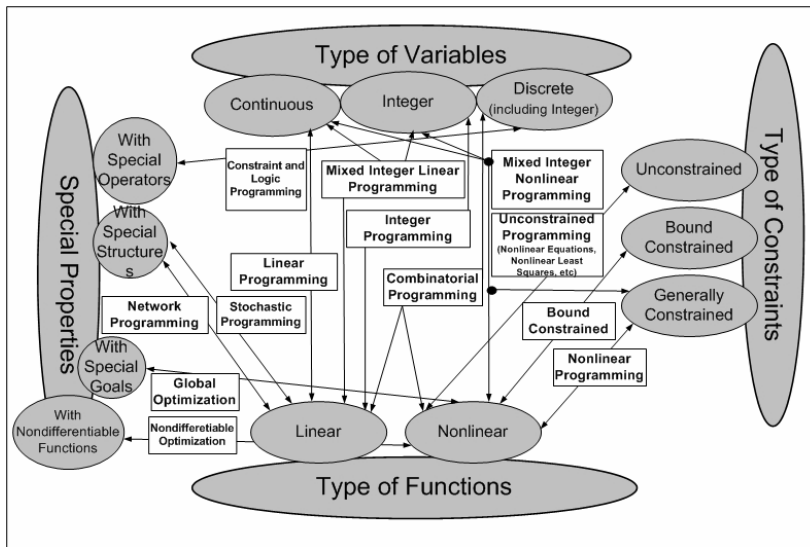 Type of Variables
Continuous
Integer
Discrete
(including Integer)
With
Special
Operators
With
Special
Structure
s
Special Properties
With
Special
Goals
With
Nondifferentiable
Functions
Constraint and
Logic
Programming
Mixed Integer Linear
Programming
Mixed Integer
Nonlinear
Programming
Integer
Programming
Unconstrained
Programming
(Nonlinear Equations,
Nonlinear Least
Squares, etc)
Linear
Programming
Combinatorial
Programming
Network
Programming
Stochastic
Programming
Bound
Constrained
Nonlinear
Programming
Global
Optimization
Nondifferetiable
Optimization
Unconstrained
Bound
Constrained
Generally
Constrained
Type of Constraints
Linear
Nonlinear
Type of Functions